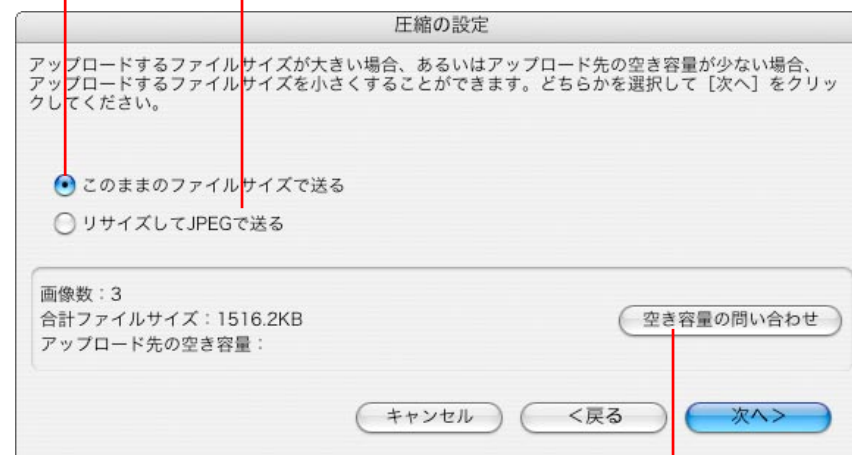 圧縮の設定
アップロードするファイルサイズが大きい場合、あるいはアップロード先の空き容量が少ない場合、
アップロードするファイルサイズを小さくすることができます。どちらかを選択して［次へ］をクリッ
クしてください。
このままのファイルサイズで送る
リサイズしてJPEGで送る
画像数：3
合計ファイルサイズ：1516.2KB
空き容量の問い合わせ
アップロード先の空き容量：
キャンセル <戻る 次へ>